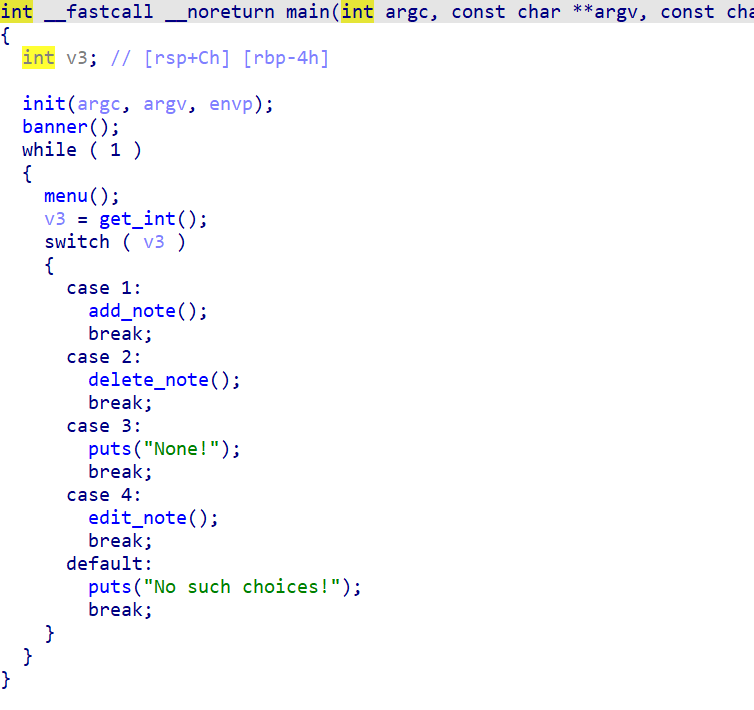 int __fastcall __noreturn main(int argc, const char **argv, const cha
{
  int v3; // [rsp+Ch] [rbp-4h]

  init(argc, argv, envp);
  banner();
  while ( 1 )
  {
    menu();
    v3 = get_int();
    switch ( v3 )
    {
      case 1:
        add_note();
        break;
      case 2:
        delete_note();
        break;
      case 3:
        puts("None!");
        break;
      case 4:
        edit_note();
        break;
      default:
        puts("No such choices!");
        break;
    }
  }
}